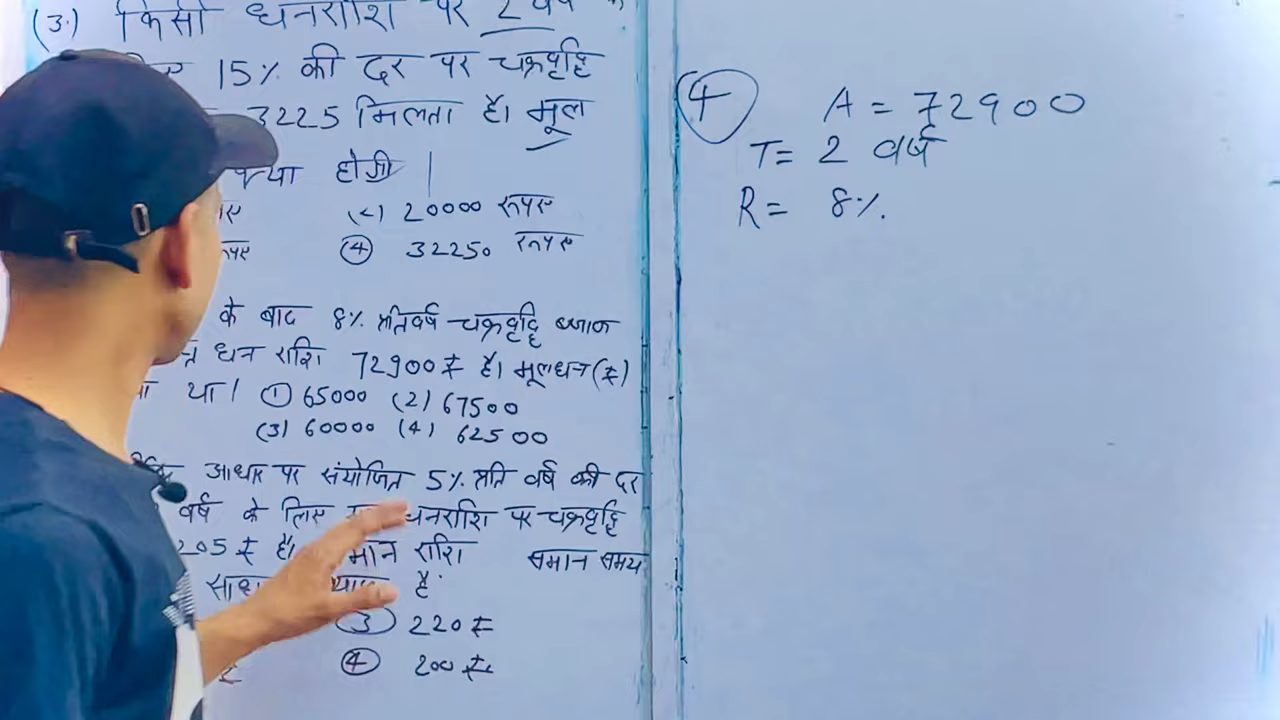 (3.) किसी धनराशि पर 2 वर्ष
15% की दर पर चक्रवृद्धि
3225 मिलता है। मूल
क्या होगी
(2) 20000 रूपए
(4) 32250 रूपए
के बाद 8% प्रतिवर्ष चक्रवृद्धि ब्याज
धन राशि 72900₹ है। मूलधन (₹)
था। (1) 65000 (2) 67500
(3) 60000 (4) 62500
आधार पर संयोजित 5% प्रति वर्ष की दर
वर्ष के लिए धनराशि पर चक्रवृद्धि
205₹ है। राशि समान समय
है:
(3) 220₹
(4) 200₹
(4) A = 72900
T = 2 वर्ष
R = 8%.